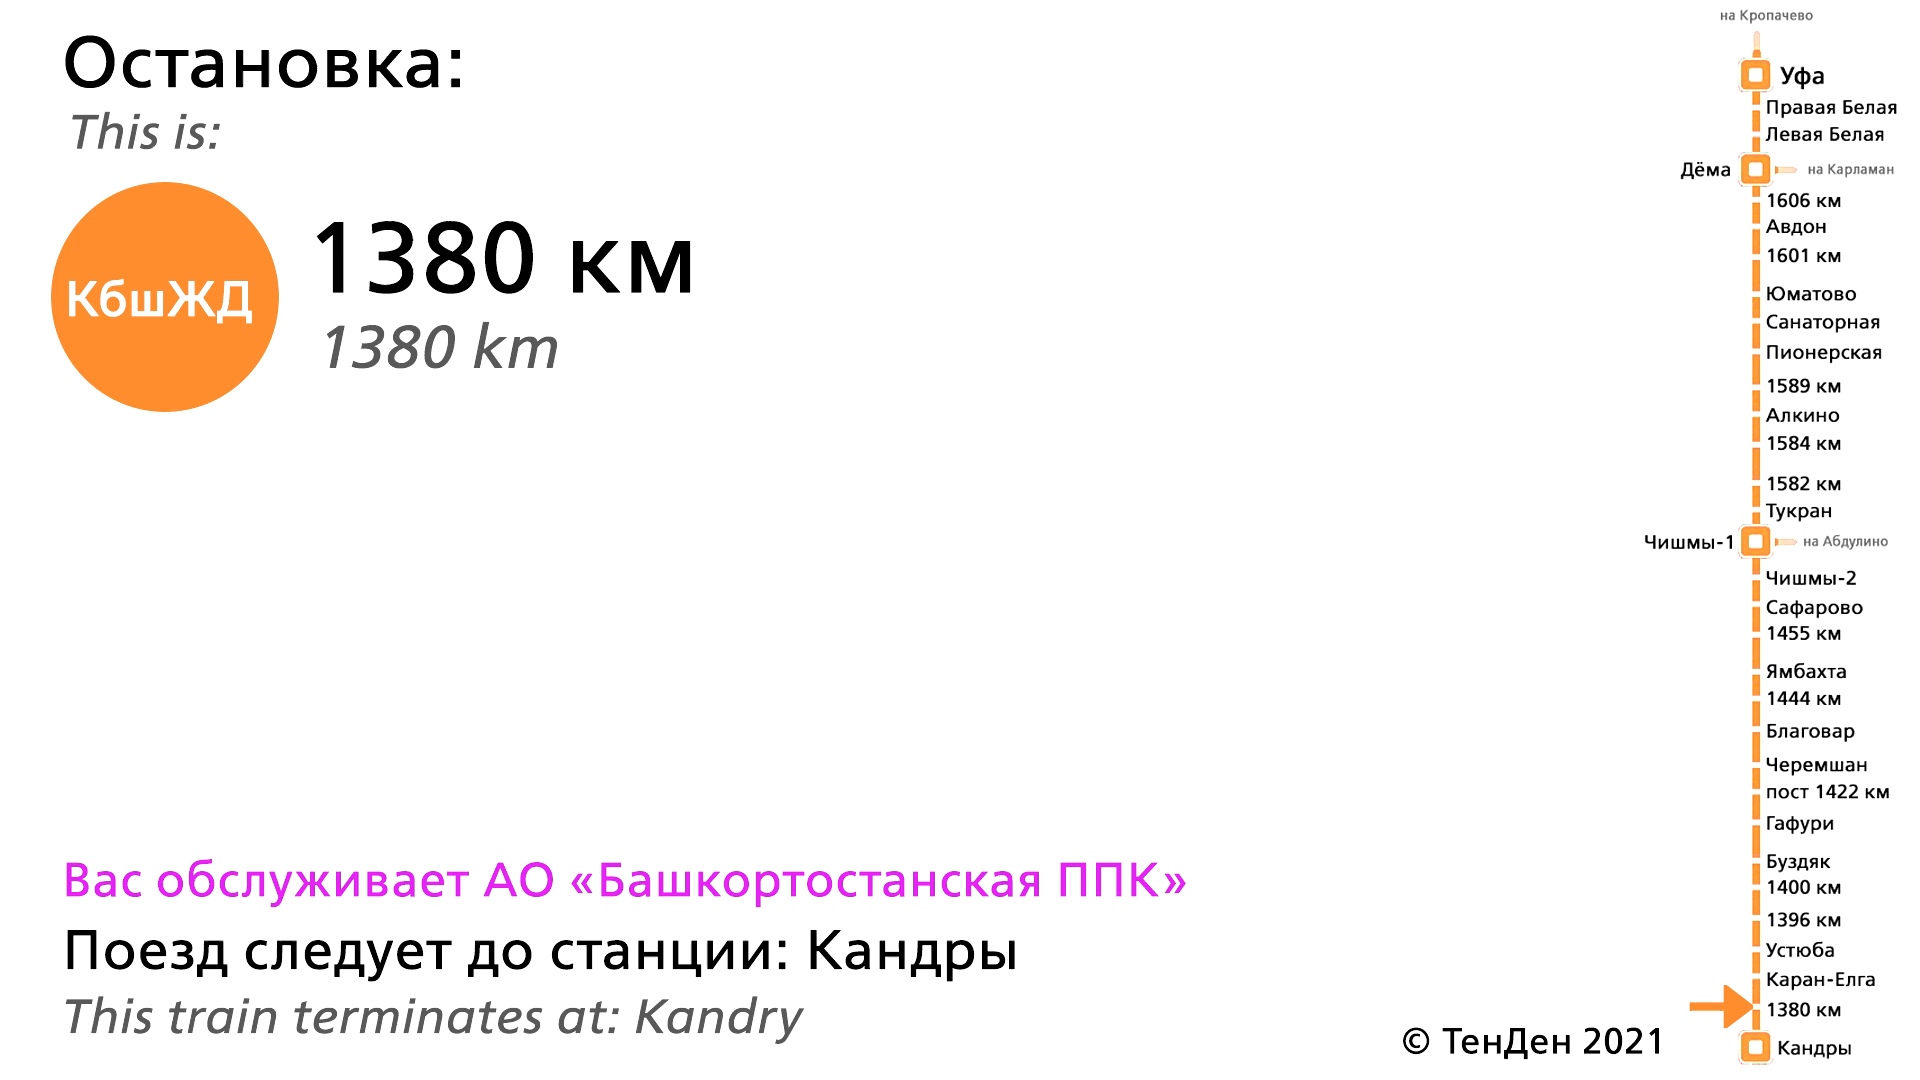 Остановка:
This is:
КбшЖД
1380 км
1380 km
Вас обслуживает АО «Башкортостанская ППК»
Поезд следует до станции: Кандры
This train terminates at: Kandry
© ТенДен 2021
на Кропачево
Уфа
Правая Белая
Левая Белая
Дёма
на Карламан
1606 км
Авдон
1601 км
Юматово
Санаторная
Пионерская
1589 км
Алкино
1584 км
1582 км
Тукран
Чишмы-1
на Абдулино
Чишмы-2
Сафарово
1455 км
Ямбахта
1444 км
Благовар
Черемшан
пост 1422 км
Гафури
Буздяк
1400 км
1396 км
Устюба
Каран-Елга
1380 км
Кандры